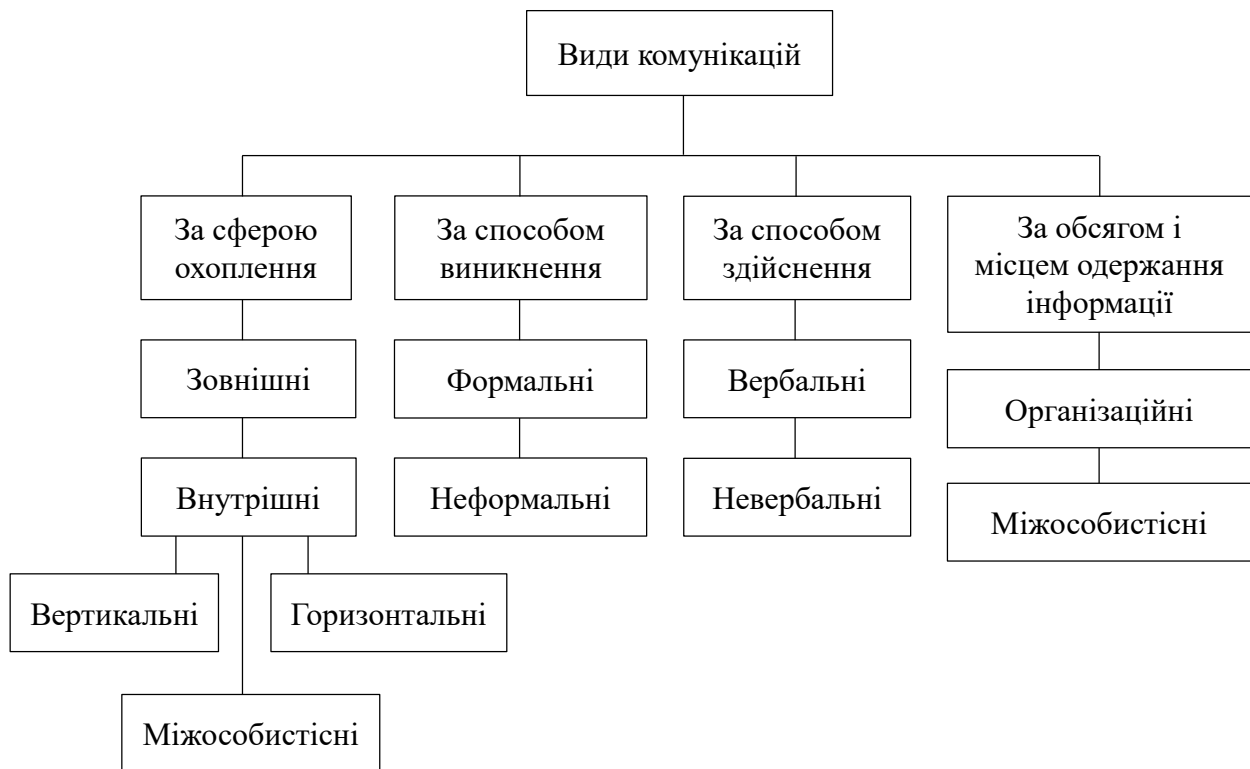 Види комунікацій
За сферою
охоплення
За способом
виникнення
За способом
здійснення
За обсягом і
місцем одержання
інформації
Зовнішні
Формальні
Вербальні
Організаційні
Внутрішні
Неформальні
Невербальні
Міжособистісні
Вертикальні
Горизонтальні
Міжособистісні